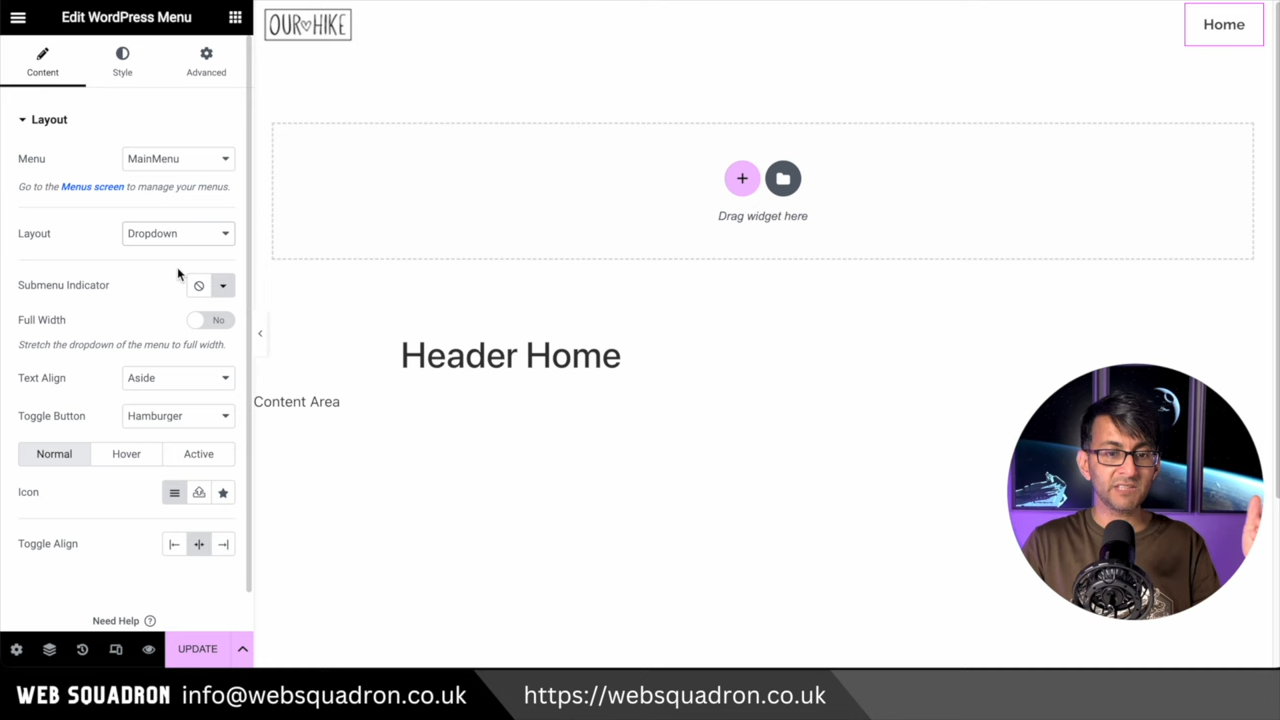 Edit WordPress Menu
Content
Style
Advanced
Layout
Menu
MainMenu
Go to the Menus screen to manage your menus.
Layout
Dropdown
Submenu Indicator
Full Width
No
Stretch the dropdown of the menu to full width.
Text Align
Aside
Toggle Button
Hamburger
Normal
Hover
Active
Icon
Toggle Align
Need Help
UPDATE
OUR HIKE
Home
Drag widget here
Header Home
Content Area
WEB SQUADRON info@websquadron.co.uk https://websquadron.co.uk